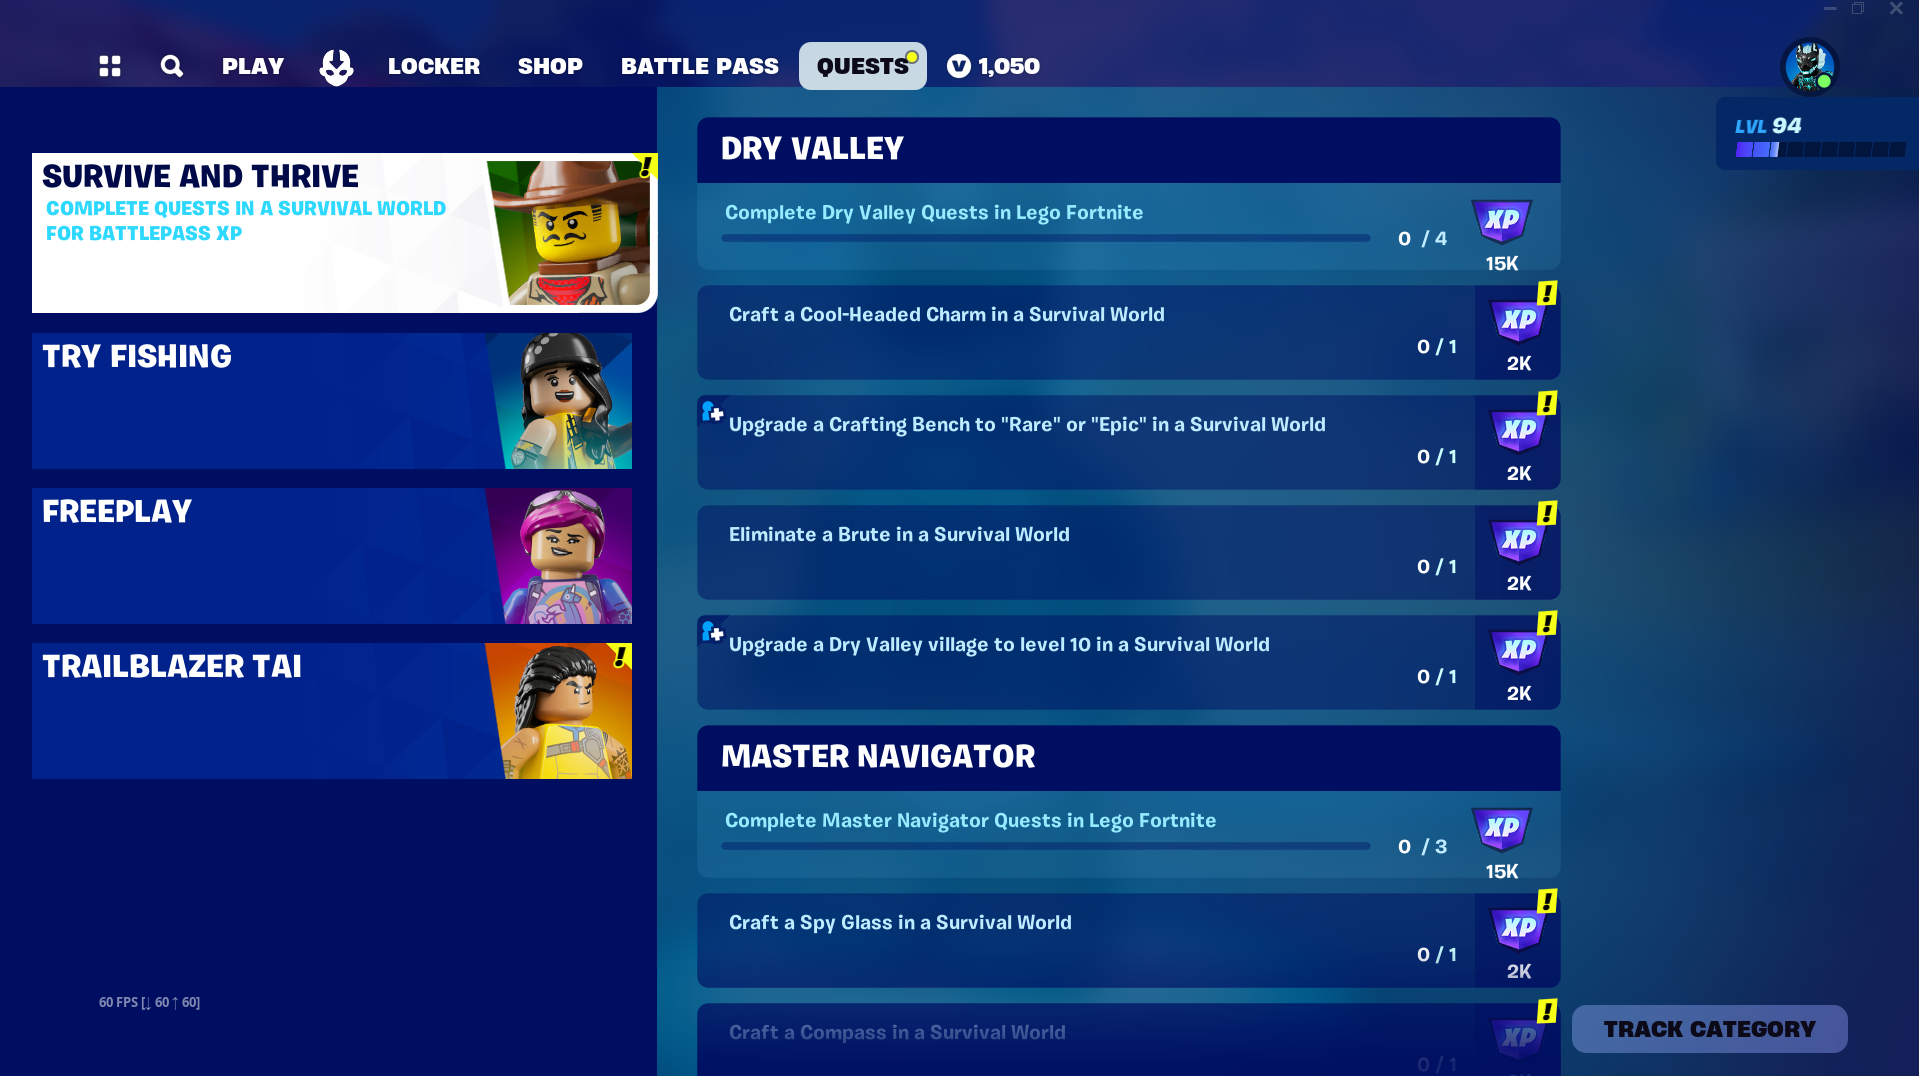 PLAY
LOCKER
SHOP
BATTLE PASS
QUESTS
V 1,050
LVL 94
SURVIVE AND THRIVE
COMPLETE QUESTS IN A SURVIVAL WORLD
FOR BATTLEPASS XP
!
TRY FISHING
FREEPLAY
TRAILBLAZER TAI
!
60 FPS [↓ 60 ↑ 60]
DRY VALLEY
Complete Dry Valley Quests in Lego Fortnite
0 / 4
XP
15K
Craft a Cool-Headed Charm in a Survival World
0 / 1
!
XP
2K
Upgrade a Crafting Bench to "Rare" or "Epic" in a Survival World
0 / 1
!
XP
2K
Eliminate a Brute in a Survival World
0 / 1
!
XP
2K
Upgrade a Dry Valley village to level 10 in a Survival World
0 / 1
!
XP
2K
MASTER NAVIGATOR
Complete Master Navigator Quests in Lego Fortnite
0 / 3
XP
15K
Craft a Spy Glass in a Survival World
0 / 1
!
XP
2K
Craft a Compass in a Survival World
0 / 1
!
XP
TRACK CATEGORY